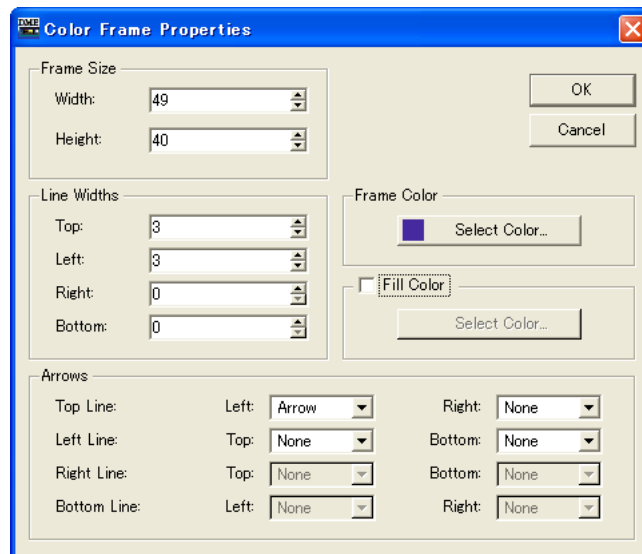 DME
Color Frame Properties
Frame Size
Width: 49
Height: 40
OK
Cancel
Line Widths
Top: 3
Left: 3
Right: 0
Bottom: 0
Frame Color
Select Color...
Fill Color
Select Color...
Arrows
Top Line: Left: Arrow Right: None
Left Line: Top: None Bottom: None
Right Line: Top: None Bottom: None
Bottom Line: Left: None Right: None